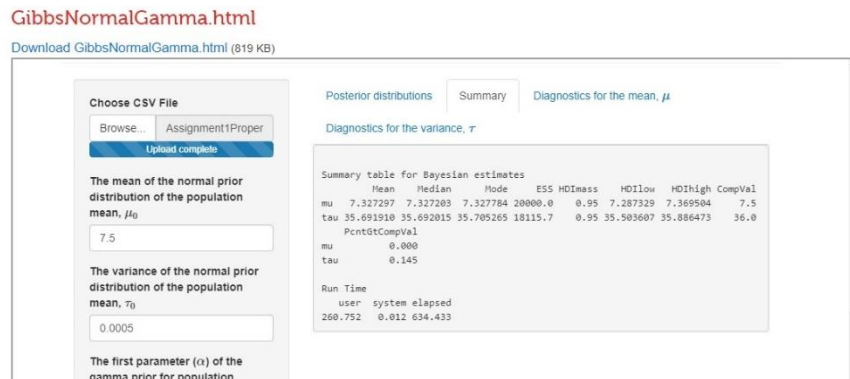 GibbsNormalGamma.html
Download GibbsNormalGamma.html (819 KB)
Choose CSV File
Browse... Assignment1Proper
Upload complete
The mean of the normal prior
distribution of the population
mean, μ0
7.5
The variance of the normal prior
distribution of the population
mean, τ0
0.0005
The first parameter (α) of the
gamma prior for population
Posterior distributions Summary Diagnostics for the mean, μ
Diagnostics for the variance, τ
Summary table for Bayesian estimates
Mean Median Mode ESS HDImass HDIlow HDIhigh CompVal
mu 7.327297 7.327203 7.327784 20000.0 0.95 7.287329 7.369504 7.5
tau 35.691910 35.692015 35.705265 18115.7 0.95 35.503607 35.886473 36.0
PcntGtCompVal
mu 0.000
tau 0.145
Run Time
user system elapsed
260.752 0.012 634.433